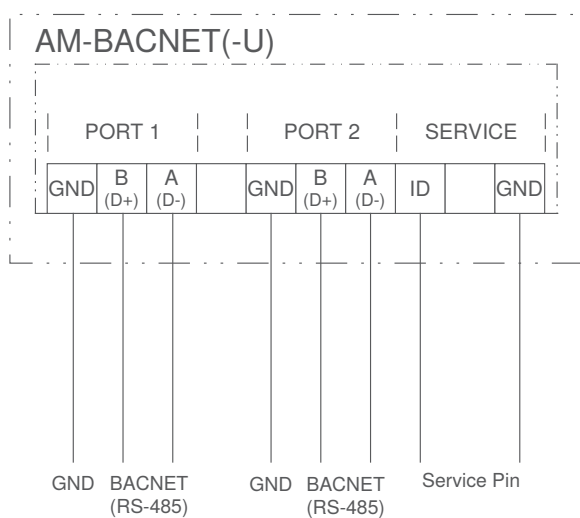 AM-BACNET(-U)
PORT 1 PORT 2 SERVICE
GND B (D+) A (D-) GND B (D+) A (D-) ID GND
GND BACNET (RS-485) GND BACNET (RS-485) Service Pin